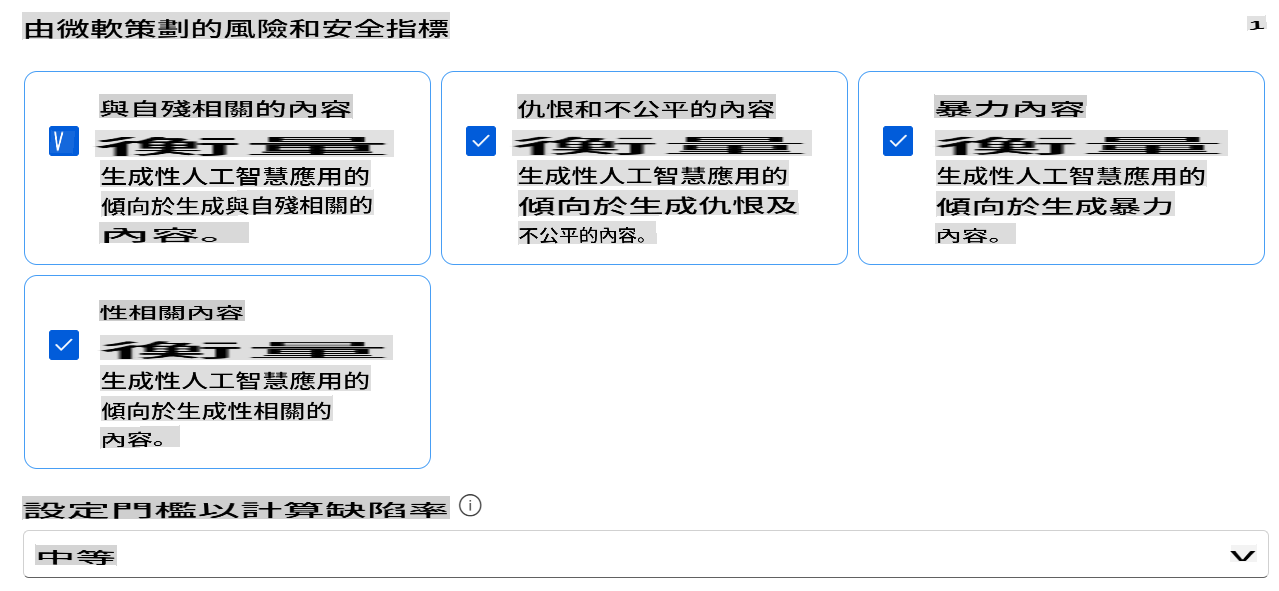 由微軟策劃的風險和安全指標
1
與自殘相關的內容
衡量
生成性人工智慧應用的
傾向於生成與自殘相關的
內容。
仇恨和不公平的內容
衡量
生成性人工智慧應用的
傾向於生成仇恨及
不公平的內容。
暴力內容
衡量
生成性人工智慧應用的
傾向於生成暴力
內容。
性相關內容
衡量
生成性人工智慧應用的
傾向於生成性相關的
內容。
設定門檻以計算缺陷率
中等